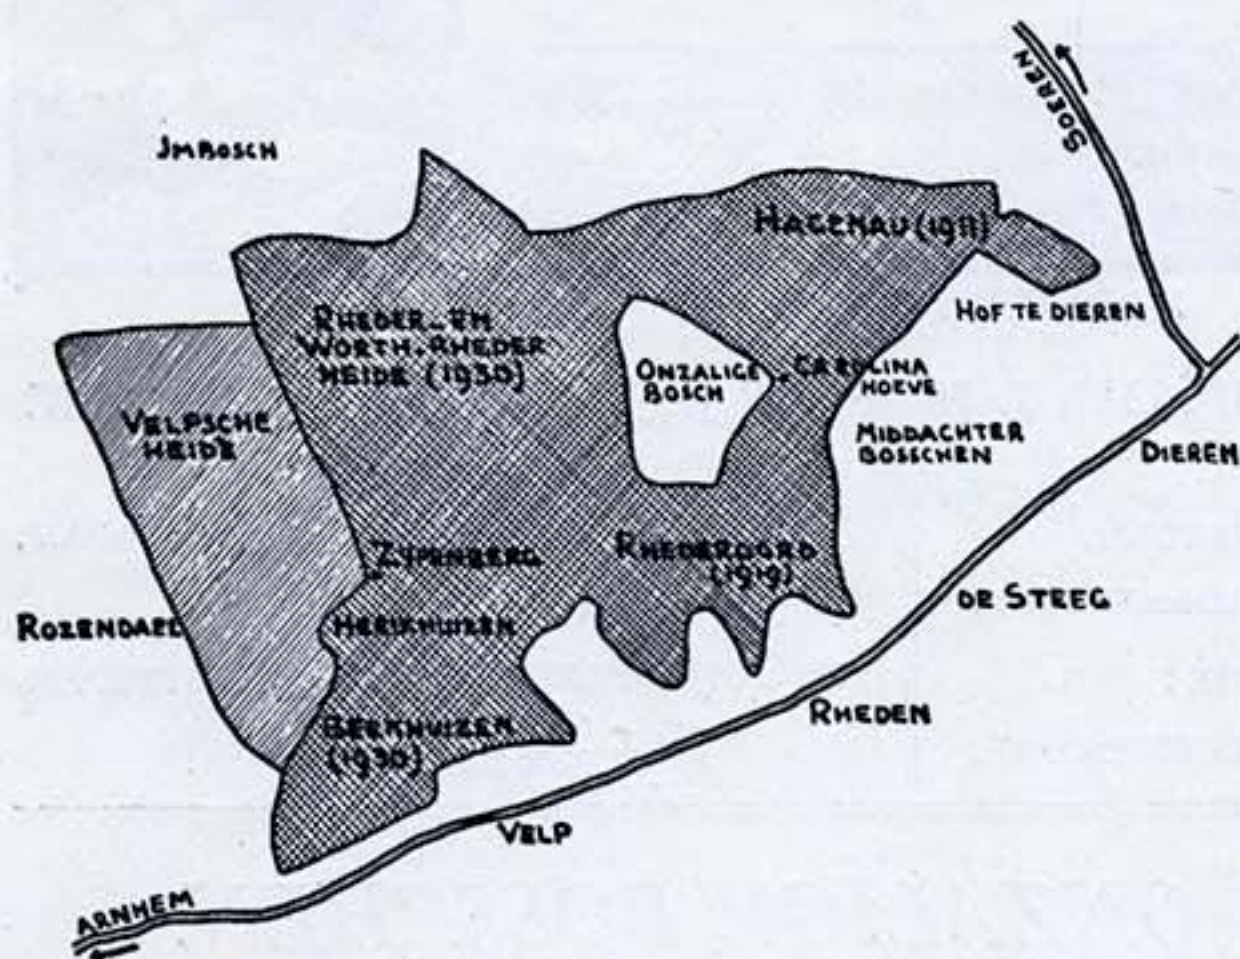 SOEREN
IMBOSCH
HAGENAU (1911)
HOF TE DIEREN
RHEDER- EN
WORTH-RHEDER
HEIDE (1930)
ONZALIGE
BOSCH
CAROLINA
HOEVE
VELPSCHE
HEIDE
MIDDACHTER
BOSSCHEN
DIEREN
ZYPENBERG
RHEDEROORD
(1919)
DE STEEG
ROZENDAEL
HERIKHUIZEN
BEEKHUIZEN
(1930)
RHEDEN
VELP
ARNHEM